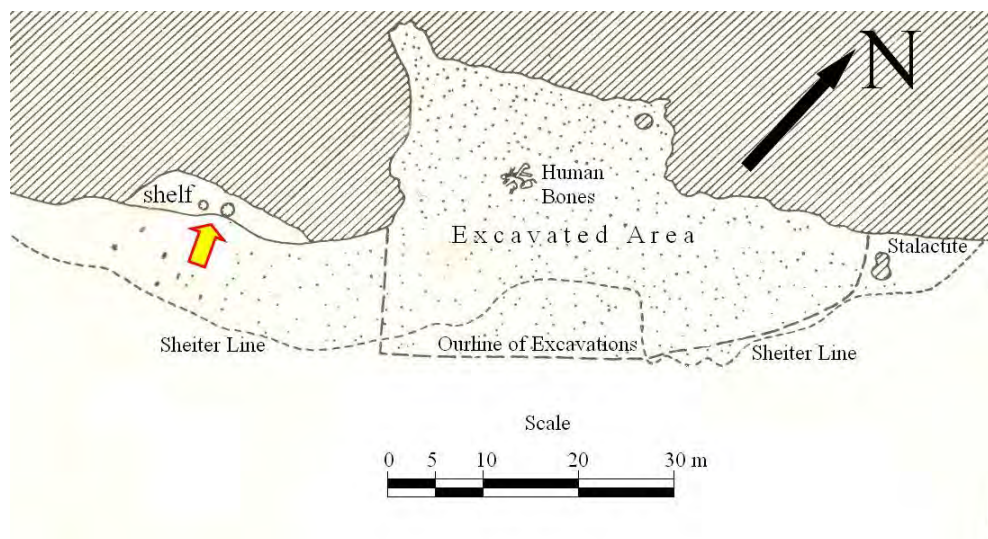 N
shelf
Human
Bones
Excavated Area
Stalactite
Sheiter Line
Ourline of Excavations
Sheiter Line
Scale
0 5 10 20 30 m